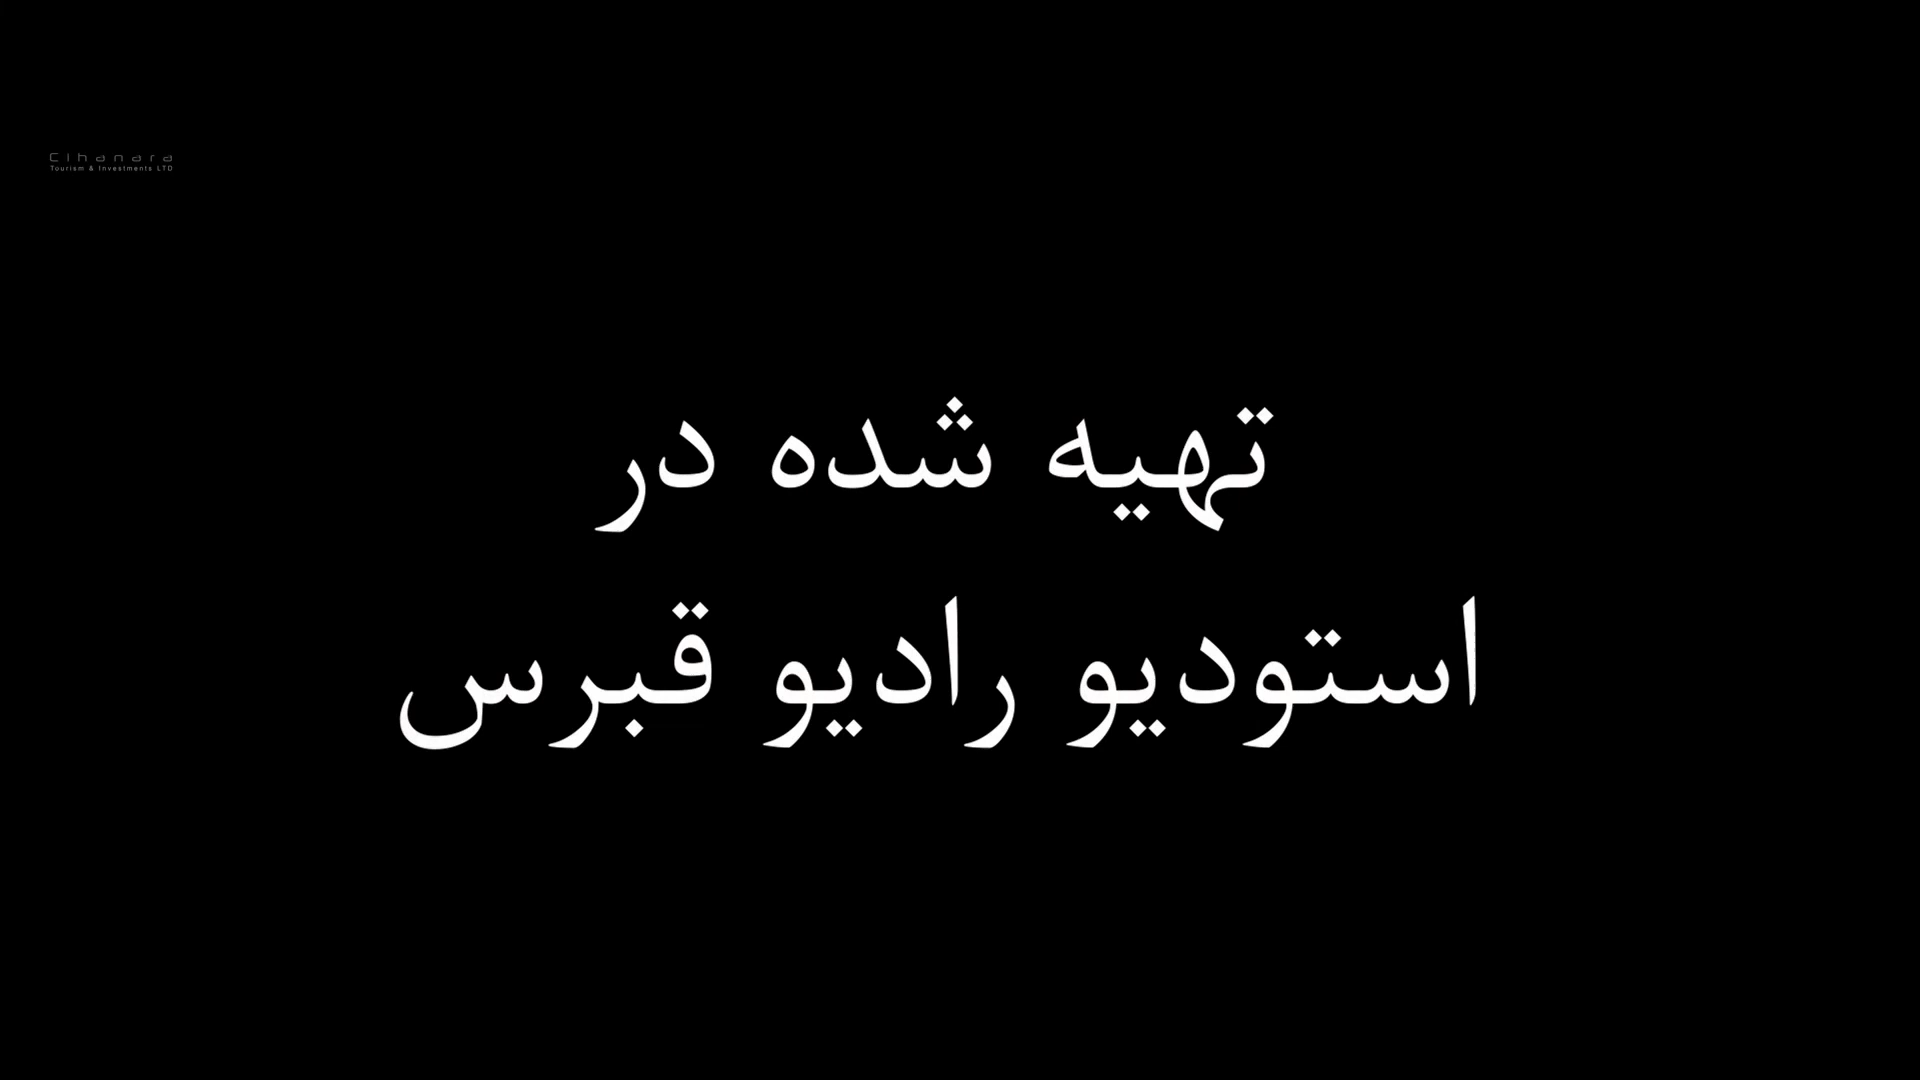 Cihanara
Tourism & Investments LTD
تهیه شده در
استودیو رادیو قبرس